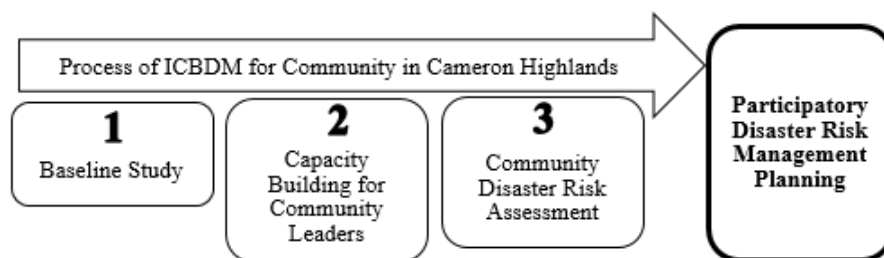 Process of ICBDM for Community in Cameron Highlands
1
Baseline Study
2
Capacity
Building for
Community
Leaders
3
Community
Disaster Risk
Assessment
Participatory
Disaster Risk
Management
Planning